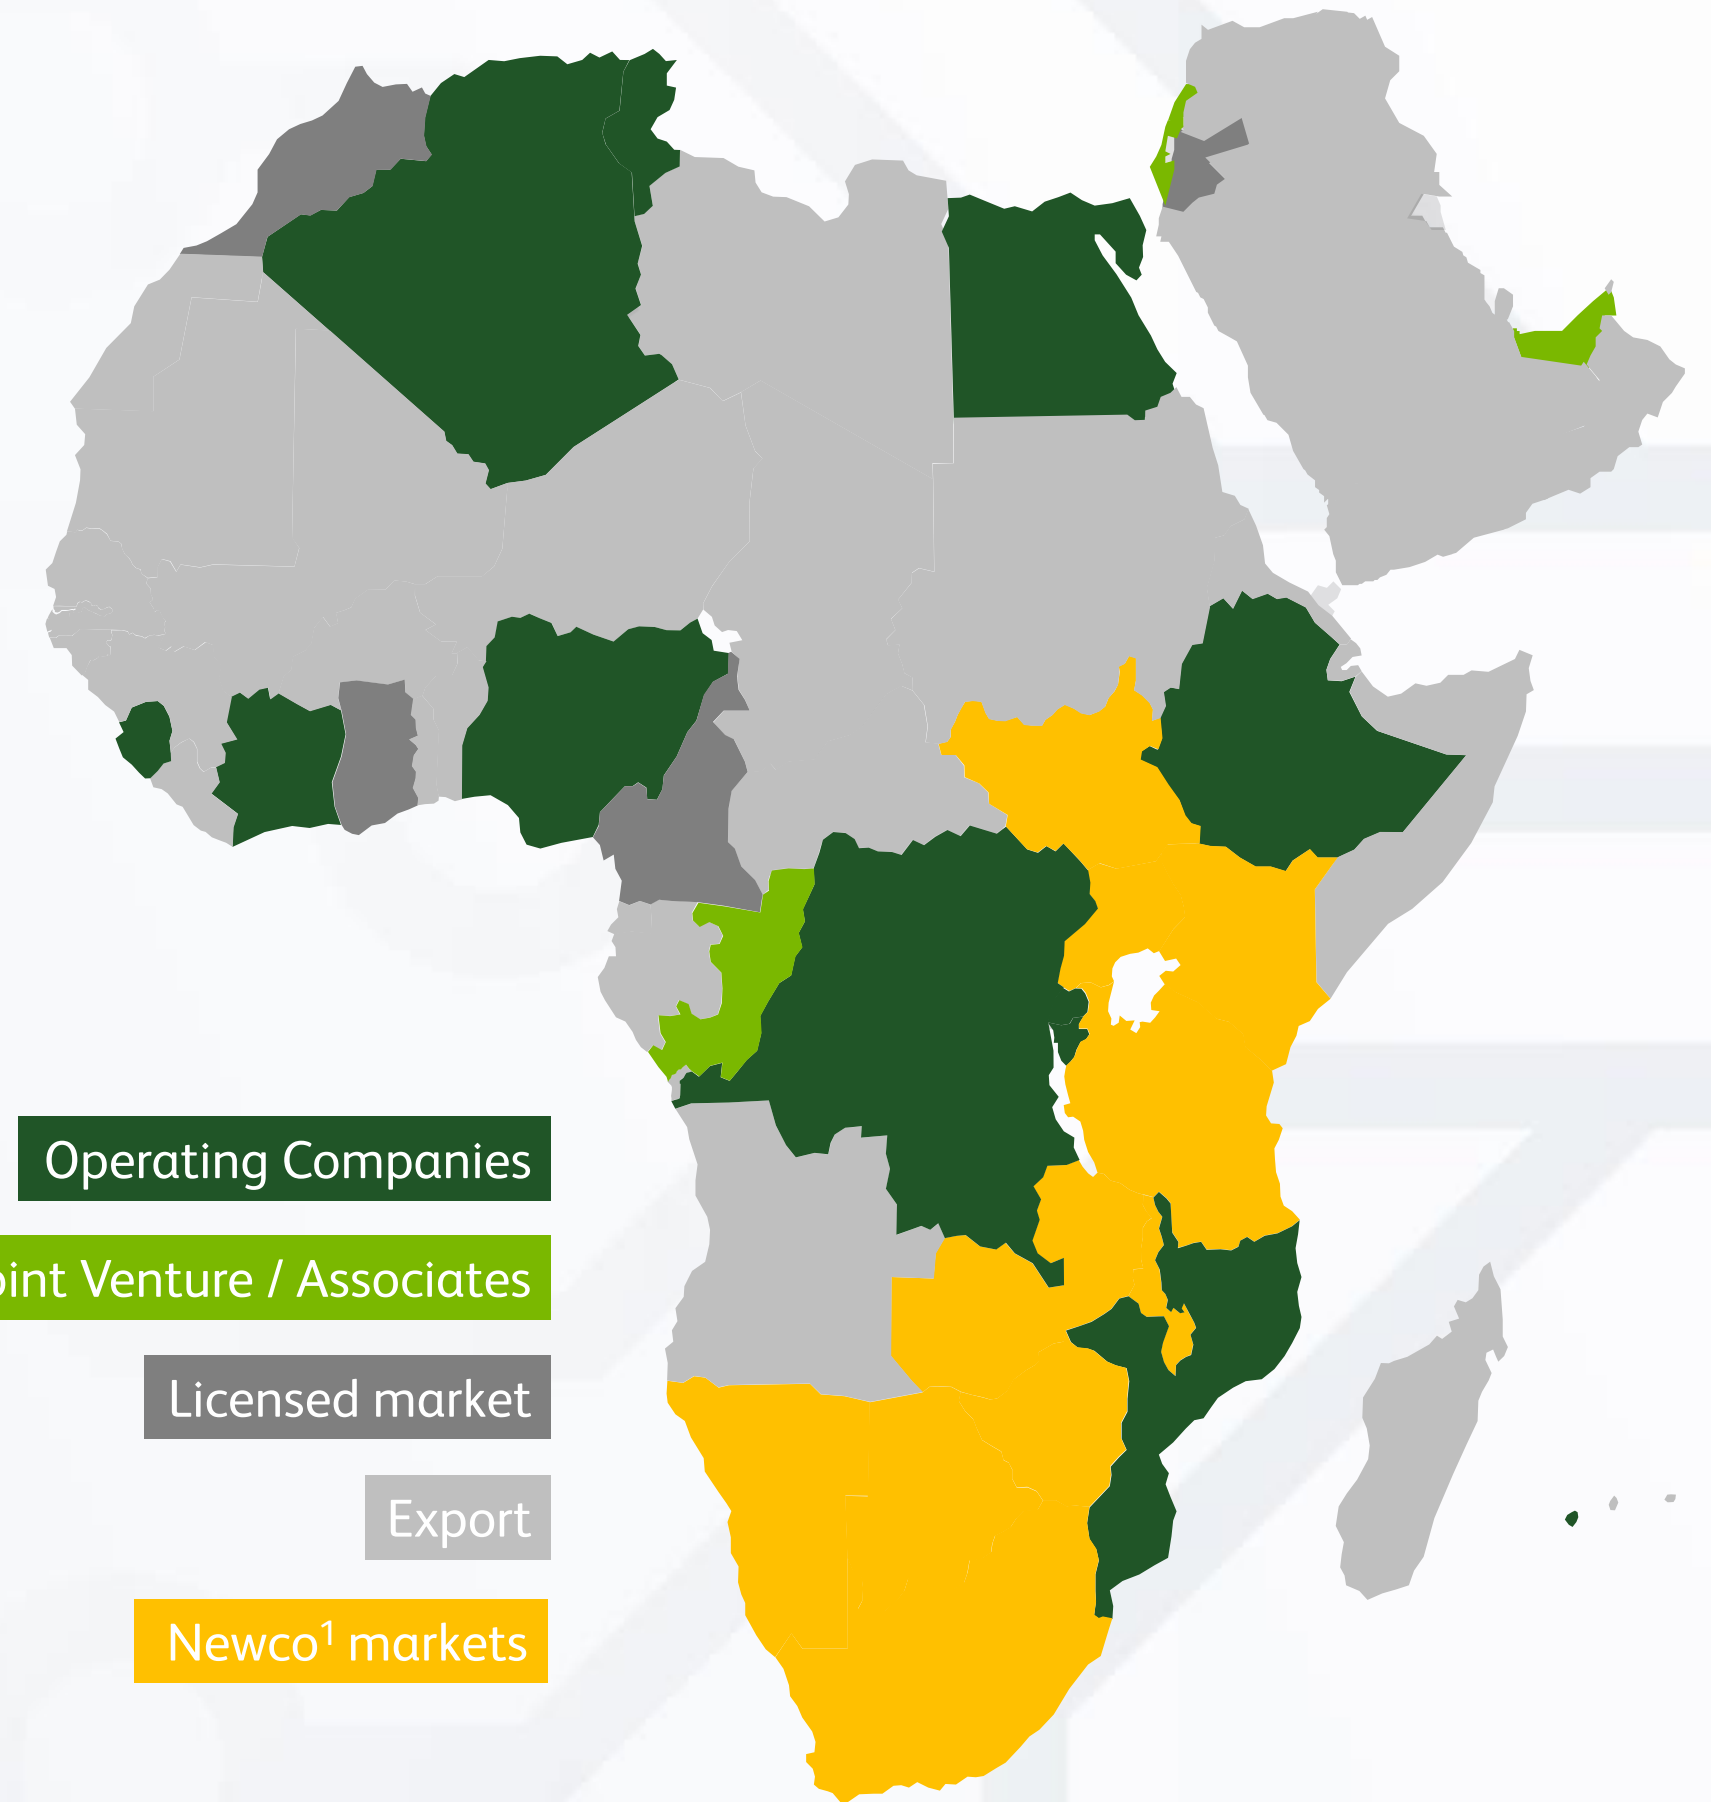 Operating Companies
oint Venture / Associates
Licensed market
Export
Newco¹ markets